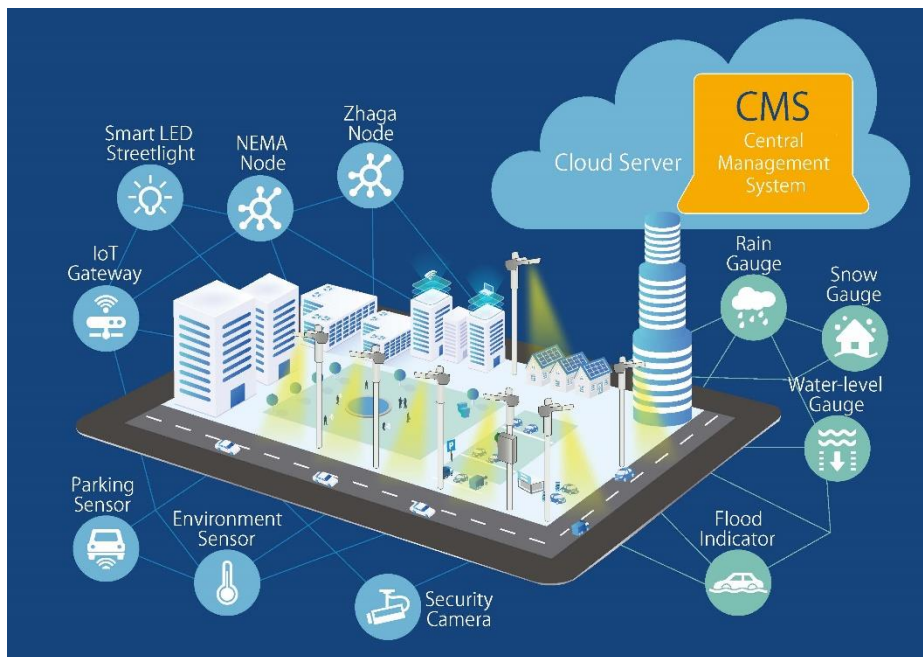 Smart LED
Streetlight
NEMA
Node
Zhaga
Node
Cloud Server
CMS
Central
Management
System
IoT
Gateway
Rain
Gauge
Snow
Gauge
Water-level
Gauge
P
Parking
Sensor
Environment
Sensor
Security
Camera
Flood
Indicator